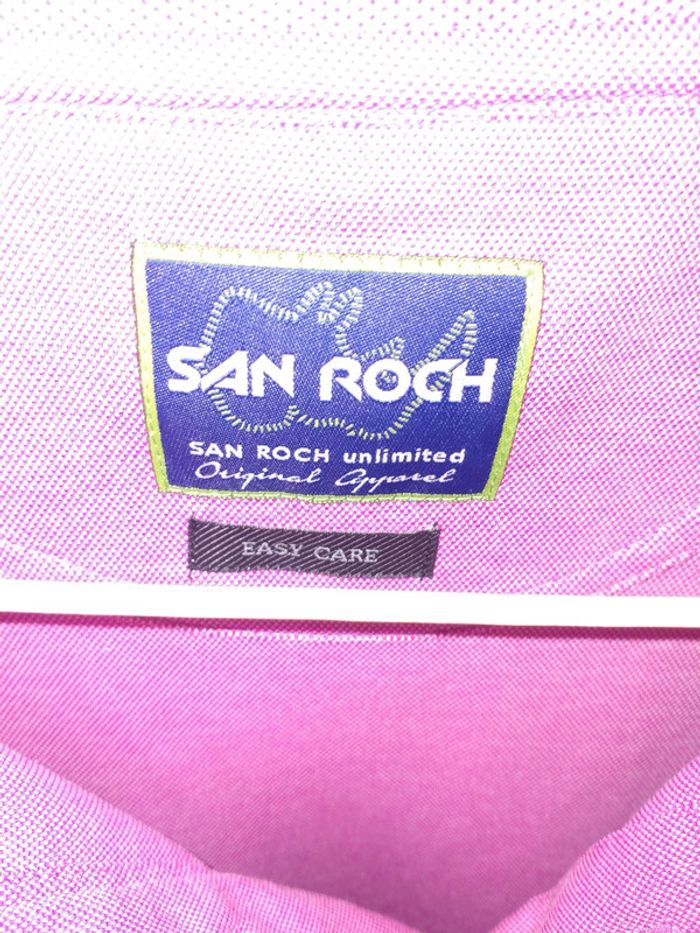 SAN ROCH
SAN ROCH unlimited
Original Apparel
EASY CARE